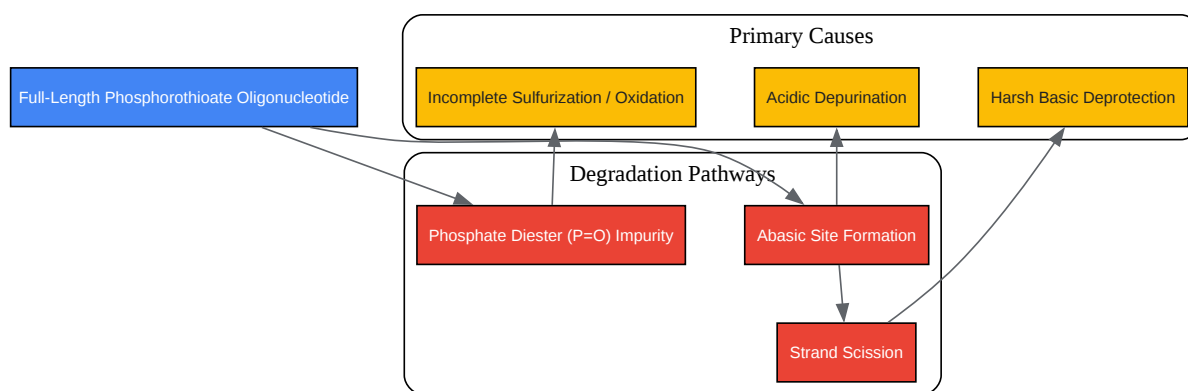 Primary Causes
Full-Length Phosphorothioate Oligonucleotide
Incomplete Sulfurization / Oxidation
Acidic Depurination
Harsh Basic Deprotection
Degradation Pathways
Phosphate Diester (P=O) Impurity
Abasic Site Formation
Strand Scission